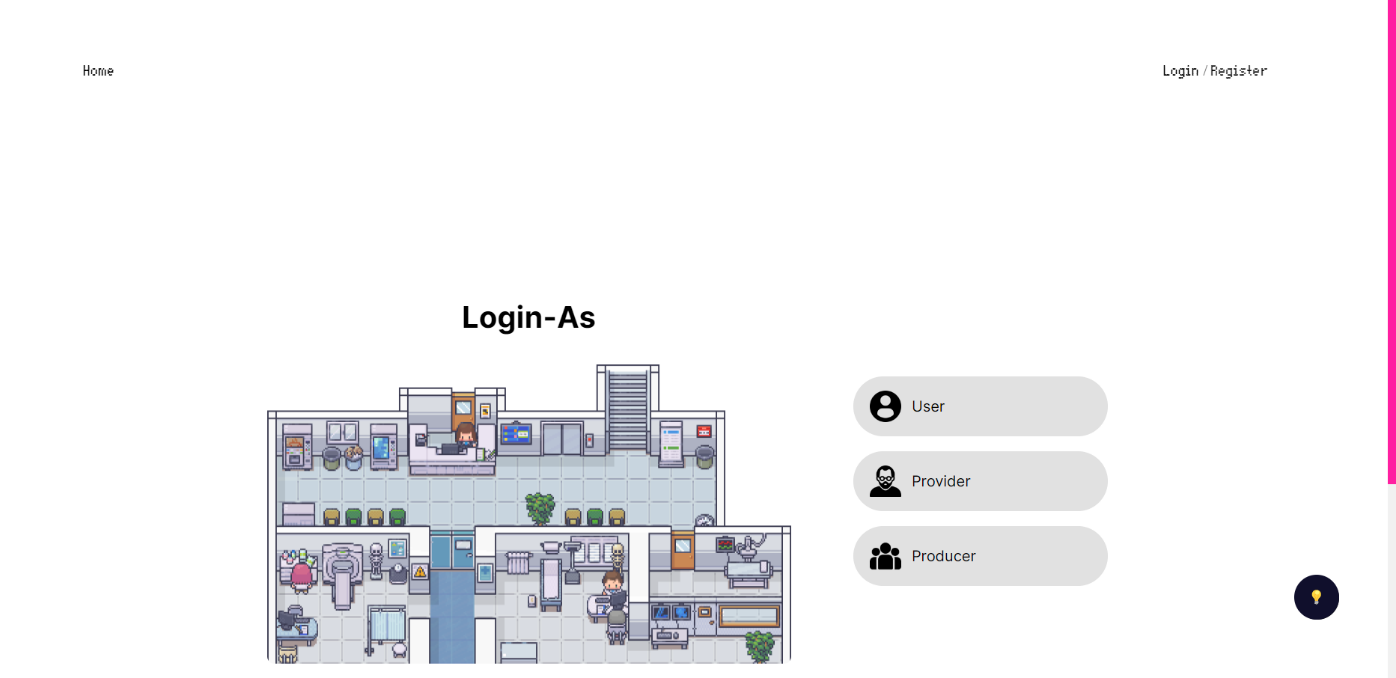 Home
Login / Register
Login-As
User
Provider
Producer